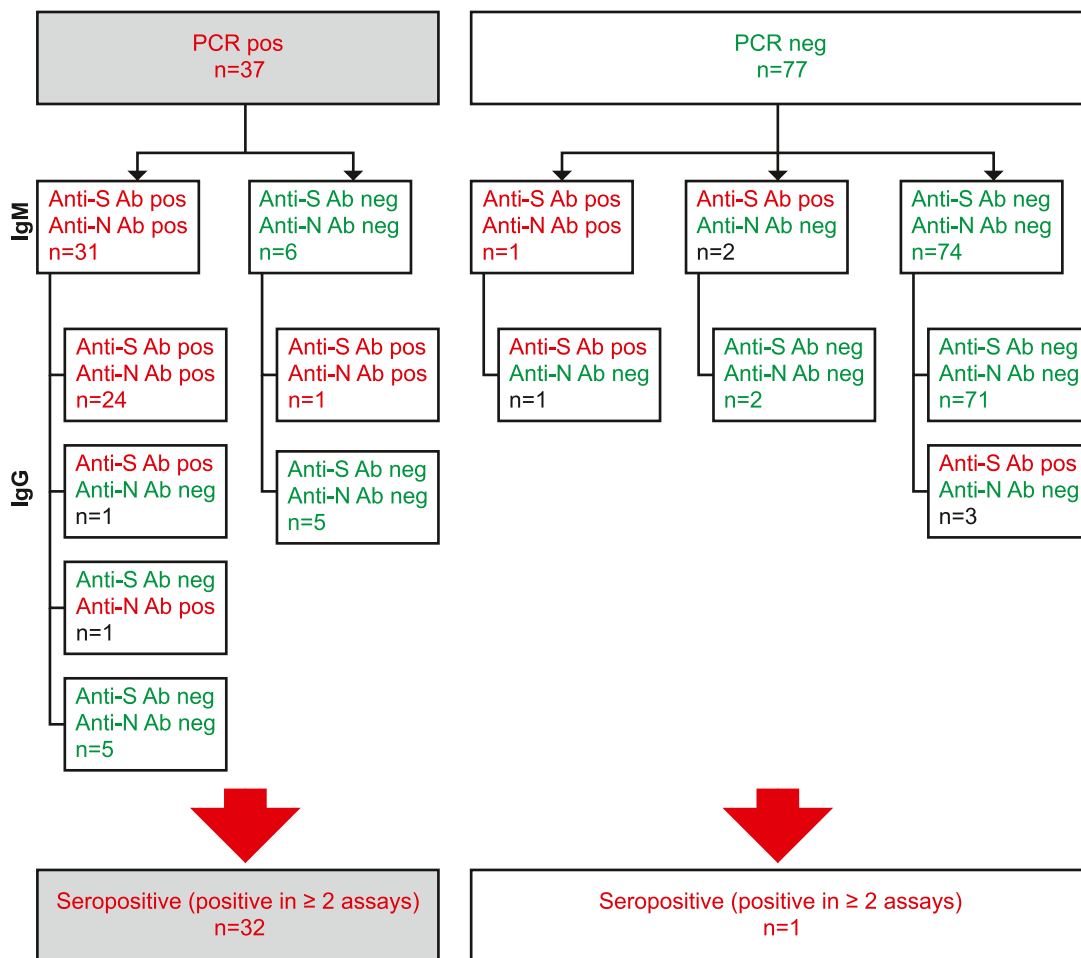 PCR pos
n=37
PCR neg
n=77
IgM
Anti-S Ab pos
Anti-N Ab pos
n=31
Anti-S Ab neg
Anti-N Ab neg
n=6
Anti-S Ab pos
Anti-N Ab pos
n=1
Anti-S Ab pos
Anti-N Ab neg
n=2
Anti-S Ab neg
Anti-N Ab neg
n=74
IgG
Anti-S Ab pos
Anti-N Ab pos
n=24
Anti-S Ab pos
Anti-N Ab neg
n=1
Anti-S Ab neg
Anti-N Ab pos
n=1
Anti-S Ab neg
Anti-N Ab neg
n=5
Anti-S Ab pos
Anti-N Ab pos
n=1
Anti-S Ab neg
Anti-N Ab neg
n=5
Anti-S Ab pos
Anti-N Ab neg
n=1
Anti-S Ab neg
Anti-N Ab neg
n=2
Anti-S Ab neg
Anti-N Ab neg
n=71
Anti-S Ab pos
Anti-N Ab neg
n=3
Seropositive (positive in ≥ 2 assays)
n=32
Seropositive (positive in ≥ 2 assays)
n=1